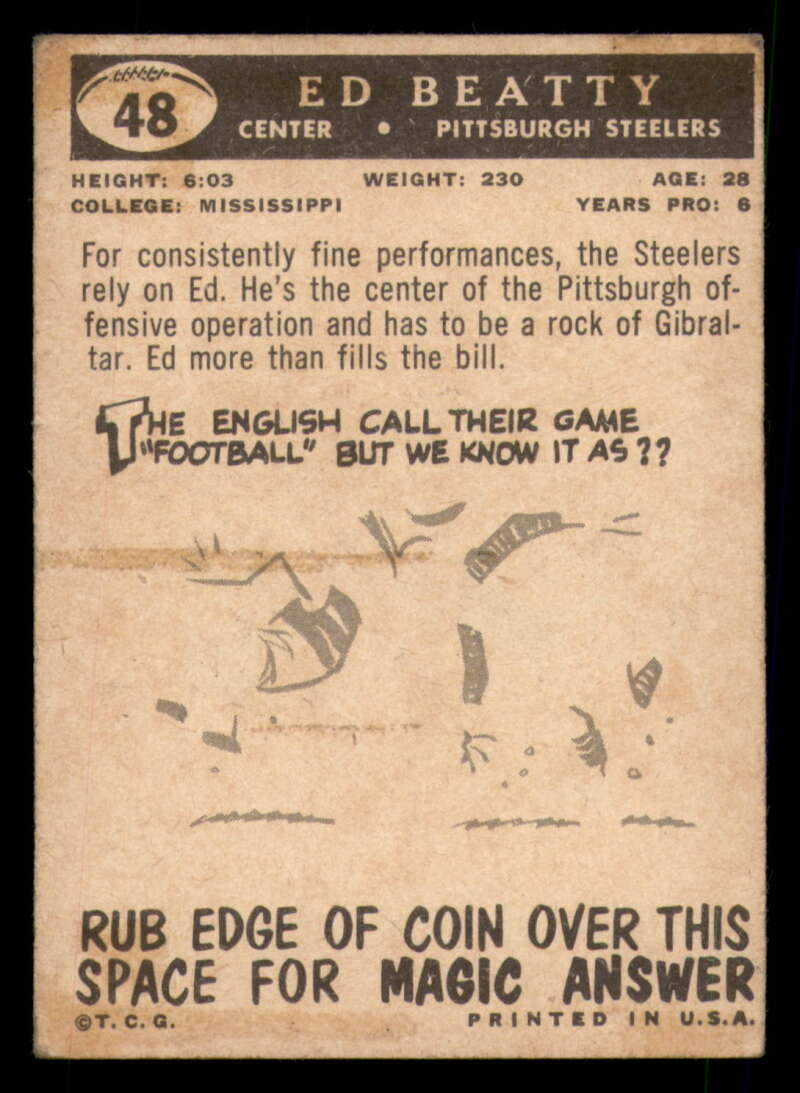 48
ED BEATTY
CENTER • PITTSBURGH STEELERS
HEIGHT: 6:03 WEIGHT: 230 AGE: 28
COLLEGE: MISSISSIPPI YEARS PRO: 6
For consistently fine performances, the Steelers
rely on Ed. He's the center of the Pittsburgh of-
fensive operation and has to be a rock of Gibral-
tar. Ed more than fills the bill.
THE ENGLISH CALL THEIR GAME
"FOOTBALL" BUT WE KNOW IT AS??
RUB EDGE OF COIN OVER THIS
SPACE FOR MAGIC ANSWER
©T.C.G. PRINTED IN U.S.A.